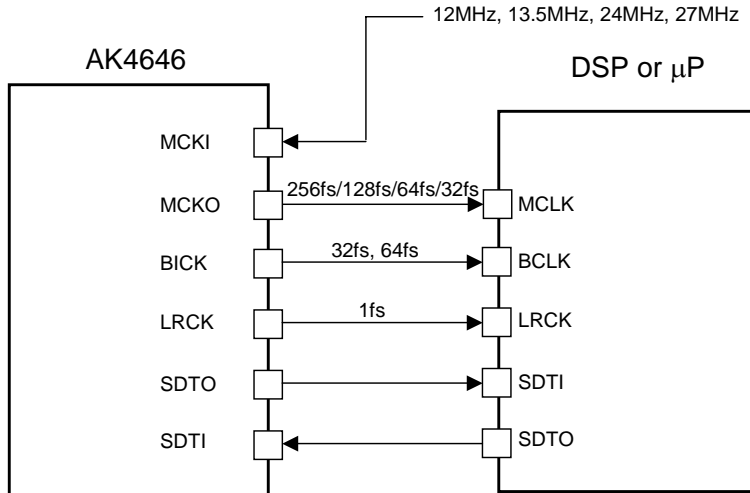 12MHz, 13.5MHz, 24MHz, 27MHz
AK4646
DSP or μP
MCKI
MCKO
256fs/128fs/64fs/32fs
MCLK
BICK
32fs, 64fs
BCLK
LRCK
1fs
LRCK
SDTO
SDTI
SDTI
SDTO